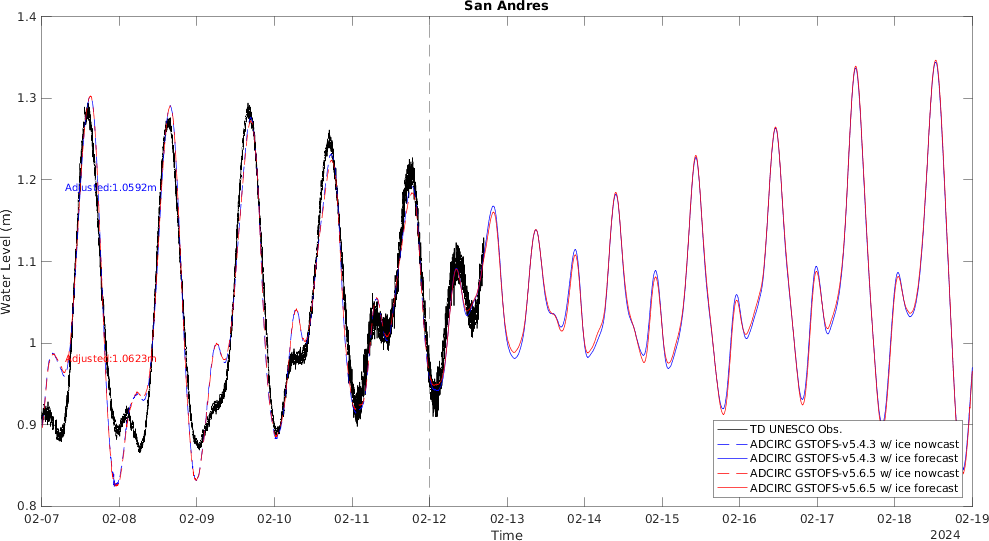 San Andres
1.4
1.3
1.2
1.1
1
0.9
0.8
Water Level (m)
Adjusted:1.0592m
Adjusted:1.0623m
TD UNESCO Obs.
ADCIRC GSTOFS-v5.4.3 w/ ice nowcast
ADCIRC GSTOFS-v5.4.3 w/ ice forecast
ADCIRC GSTOFS-v5.6.5 w/ ice nowcast
ADCIRC GSTOFS-v5.6.5 w/ ice forecast
02-07 02-08 02-09 02-10 02-11 02-12 02-13 02-14 02-15 02-16 02-17 02-18 02-19
Time
2024